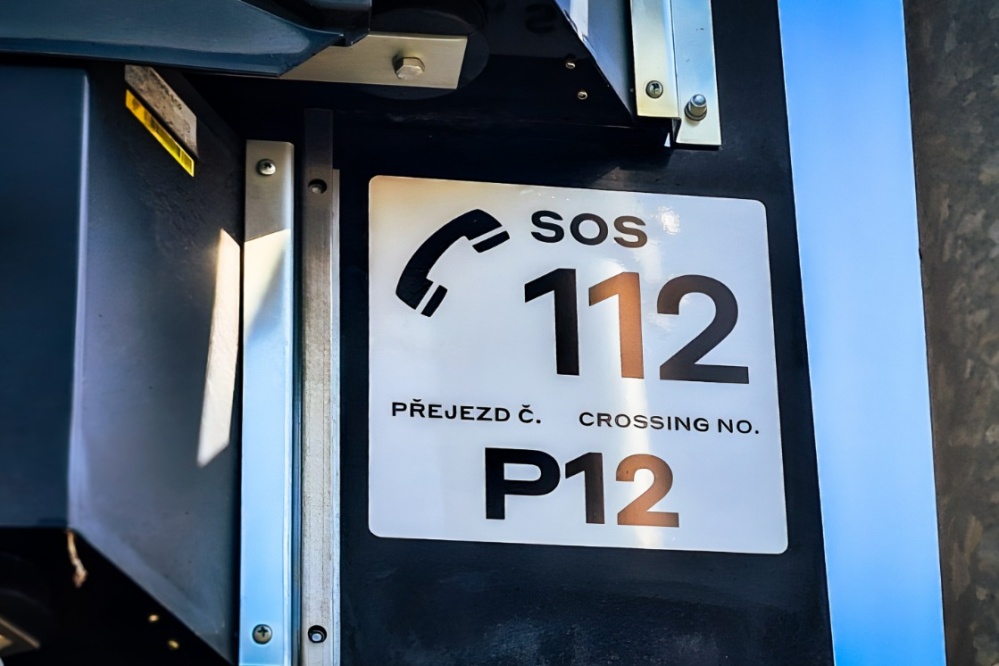 SOS
112
PŘEJEZD Č. CROSSING NO.
P12